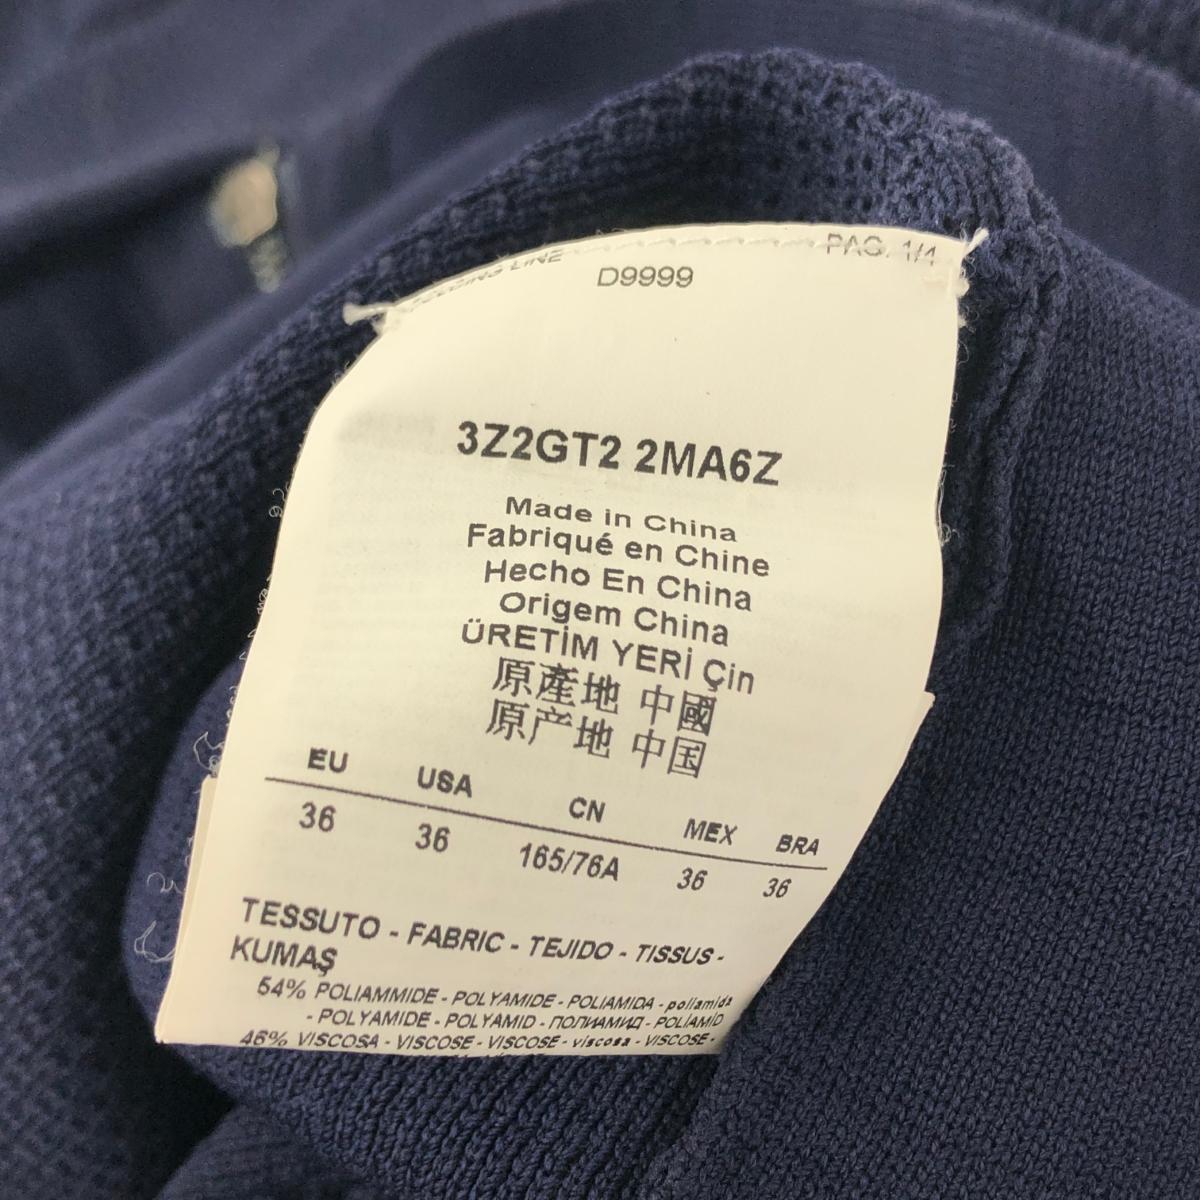 FOLDING LINE PAG. 1/4
D9999
3Z2GT2 2MA6Z
Made in China
Fabriqué en Chine
Hecho En China
Origem China
ÜRETİM YERİ Çin
原產地 中國
原产地 中国
EU USA CN MEX BRA
36 36 165/76A 36 36
TESSUTO - FABRIC - TEJIDO - TISSUS -
KUMAŞ
54% POLIAMMIDE - POLYAMIDE - POLIAMIDA - poliamida
- POLYAMIDE - POLYAMID - ПОЛИАМИД - POLİAMİD
46% VISCOSA - VISCOSE - VISCOSE - viscosa - VISCOSE -